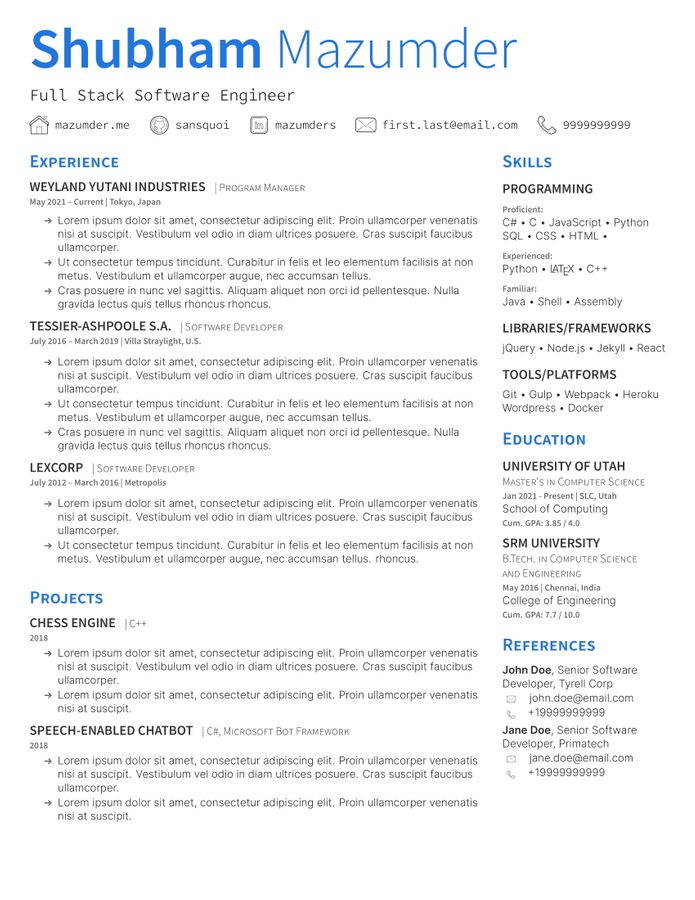 Shubham Mazumder
Full Stack Software Engineer
mazumder.me sansquoi mazumders first.last@email.com 9999999999
EXPERIENCE
WEYLAND YUTANI INDUSTRIES | PROGRAM MANAGER
May 2021 – Current | Tokyo, Japan
→ Lorem ipsum dolor sit amet, consectetur adipiscing elit. Proin ullamcorper venenatis
nisi at suscipit. Vestibulum vel odio in diam ultrices posuere. Cras suscipit faucibus
ullamcorper.
→ Ut consectetur tempus tincidunt. Curabitur in felis et leo elementum facilisis at non
metus. Vestibulum et ullamcorper augue, nec accumsan tellus.
→ Cras posuere in nunc vel sagittis. Aliquam aliquet non orci id pellentesque. Nulla
gravida lectus quis tellus rhoncus rhoncus.
TESSIER-ASHPOOLE S.A. | SOFTWARE DEVELOPER
July 2016 – March 2019 | Villa Straylight, U.S.
→ Lorem ipsum dolor sit amet, consectetur adipiscing elit. Proin ullamcorper venenatis
nisi at suscipit. Vestibulum vel odio in diam ultrices posuere. Cras suscipit faucibus
ullamcorper.
→ Ut consectetur tempus tincidunt. Curabitur in felis et leo elementum facilisis at non
metus. Vestibulum et ullamcorper augue, nec accumsan tellus.
→ Cras posuere in nunc vel sagittis. Aliquam aliquet non orci id pellentesque. Nulla
gravida lectus quis tellus rhoncus rhoncus.
LEXCORP | SOFTWARE DEVELOPER
July 2012 – March 2016 | Metropolis
→ Lorem ipsum dolor sit amet, consectetur adipiscing elit. Proin ullamcorper venenatis
nisi at suscipit. Vestibulum vel odio in diam ultrices posuere. Cras suscipit faucibus
ullamcorper.
→ Ut consectetur tempus tincidunt. Curabitur in felis et leo elementum facilisis at non
metus. Vestibulum et ullamcorper augue, nec accumsan tellus. rhoncus.
PROJECTS
CHESS ENGINE | C++
2018
→ Lorem ipsum dolor sit amet, consectetur adipiscing elit. Proin ullamcorper venenatis
nisi at suscipit. Vestibulum vel odio in diam ultrices posuere. Cras suscipit faucibus
ullamcorper.
→ Lorem ipsum dolor sit amet, consectetur adipiscing elit. Proin ullamcorper venenatis
nisi at suscipit.
SPEECH-ENABLED CHATBOT | C#, MICROSOFT BOT FRAMEWORK
2018
→ Lorem ipsum dolor sit amet, consectetur adipiscing elit. Proin ullamcorper venenatis
nisi at suscipit. Vestibulum vel odio in diam ultrices posuere. Cras suscipit faucibus
ullamcorper.
→ Lorem ipsum dolor sit amet, consectetur adipiscing elit. Proin ullamcorper venenatis
nisi at suscipit.
SKILLS
PROGRAMMING
Proficient:
C# • C • JavaScript • Python
SQL • CSS • HTML •
Experienced:
Python • LATEX • C++
Familiar:
Java • Shell • Assembly
LIBRARIES/FRAMEWORKS
jQuery • Node.js • Jekyll • React
TOOLS/PLATFORMS
Git • Gulp • Webpack • Heroku
Wordpress • Docker
EDUCATION
UNIVERSITY OF UTAH
MASTER'S IN COMPUTER SCIENCE
Jan 2021 - Present | SLC, Utah
School of Computing
Cum. GPA: 3.85 / 4.0
SRM UNIVERSITY
B.TECH. IN COMPUTER SCIENCE
AND ENGINEERING
May 2016 | Chennai, India
College of Engineering
Cum. GPA: 7.7 / 10.0
REFERENCES
John Doe, Senior Software
Developer, Tyrell Corp
john.doe@email.com
+19999999999
Jane Doe, Senior Software
Developer, Primatech
jane.doe@email.com
+19999999999